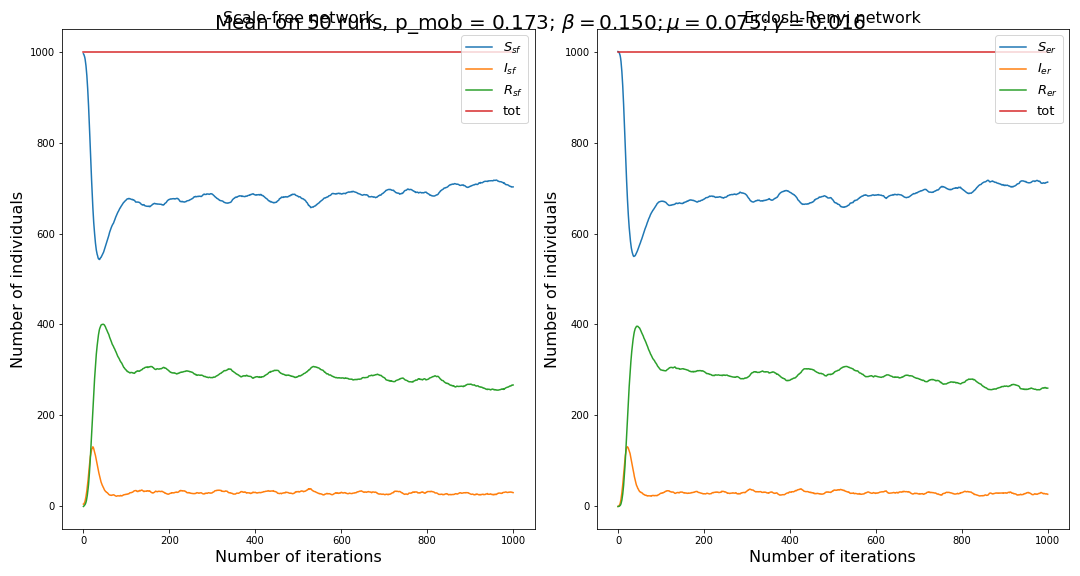 Scale-free network
Erdosh-Renyi network
Mean on 50 runs, p_mob = 0.173; β = 0.150; μ = 0.075; γ = 0.016
Number of individuals
1000
800
600
400
200
0
0 200 400 600 800 1000
Number of iterations
S_sf
I_sf
R_sf
tot
Number of individuals
1000
800
600
400
200
0
0 200 400 600 800 1000
Number of iterations
S_er
I_er
R_er
tot